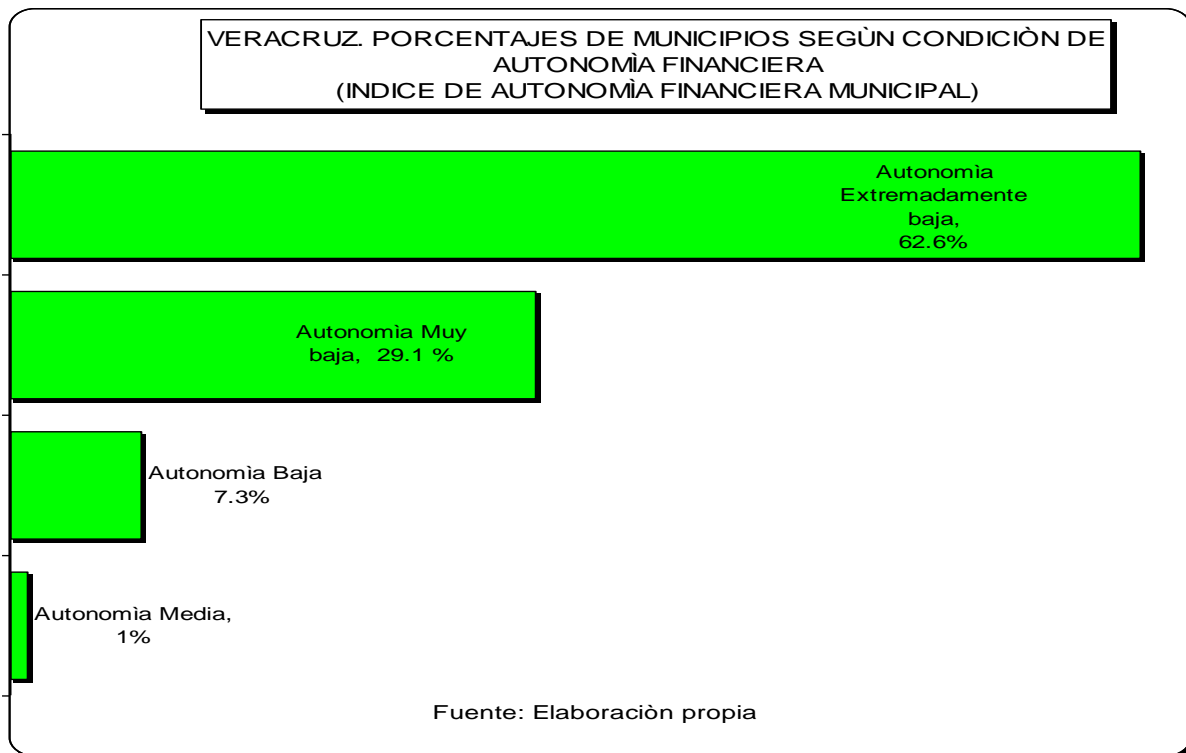 VERACRUZ. PORCENTAJES DE MUNICIPIOS SEGÙN CONDICIÒN DE
AUTONOMÌA FINANCIERA
(INDICE DE AUTONOMÌA FINANCIERA MUNICIPAL)
Autonomìa
Extremadamente
baja,
62.6%
Autonomìa Muy
baja, 29.1 %
Autonomìa Baja
7.3%
Autonomìa Media,
1%
Fuente: Elaboraciòn propia